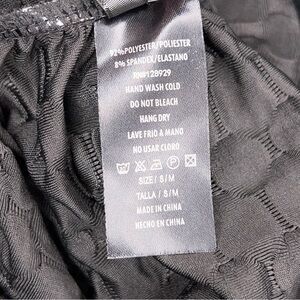 92%POLYESTER/POLIESTER
8% SPANDEX/ELASTANO
RN#128929
HAND WASH COLD
DO NOT BLEACH
HANG DRY
LAVE FRIO A MANO
NO USAR CLORO
SIZE: S/M
TALLA : S/M
MADE IN CHINA
HECHO EN CHINA